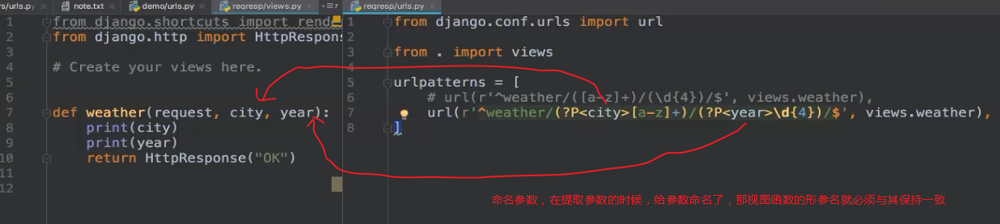 rs/urls.py
note.txt
demo/urls.py
reqresp/views.py
7
reqresp/urls.py
1 from django.shortcuts import rende
2 from django.http import HttpRespons
3
4 # Create your views here.
5
6
7 def weather(request, city, year):
8 print(city)
9 print(year)
10 return HttpResponse("OK")
11
12
1 from django.conf.urls import url
2
3 from . import views
4
5 urlpatterns = [
6 # url(r'^weather/([a-z]+)/(\d{4})/$', views.weather),
7 url(r'^weather/(?P<city>[a-z]+)/(?P<year>\d{4})/$', views.weather),
8 ]
命名参数，在提取参数的时候，给参数命名了，那视图函数的形参名就必须与其保持一致